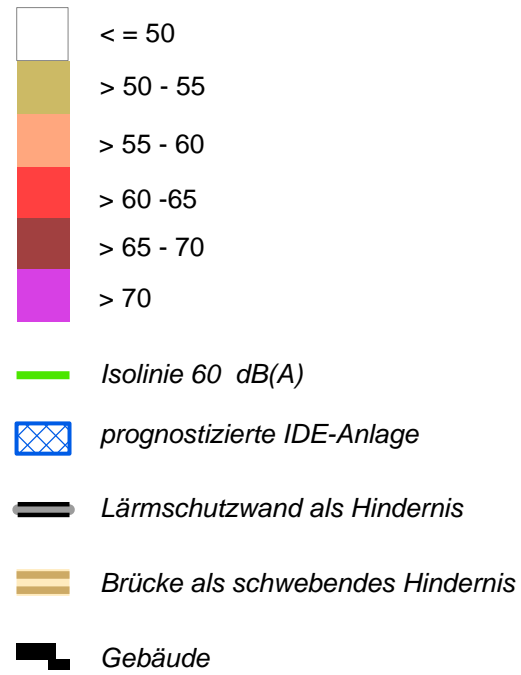 < = 50
> 50 - 55
> 55 - 60
> 60 -65
> 65 - 70
> 70
Isolinie 60 dB(A)
prognostizierte IDE-Anlage
Lärmschutzwand als Hindernis
Brücke als schwebendes Hindernis
Gebäude